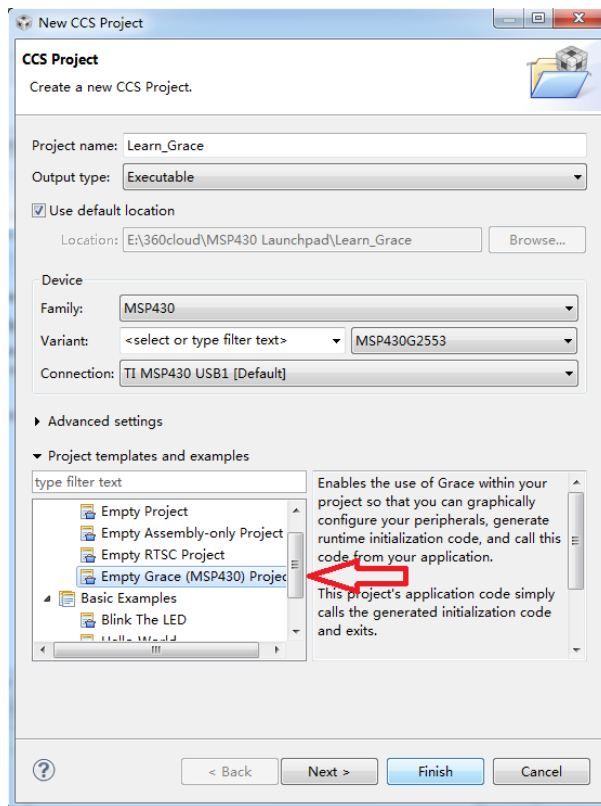 New CCS Project
CCS Project
Create a new CCS Project.
Project name: Learn_Grace
Output type: Executable
Use default location
Location: E:\360cloud\MSP430 Launchpad\Learn_Grace Browse...
Device
Family: MSP430
Variant: <select or type filter text> MSP430G2553
Connection: TI MSP430 USB1 [Default]
Advanced settings
Project templates and examples
type filter text
Empty Project
Empty Assembly-only Project
Empty RTSC Project
Empty Grace (MSP430) Projec
Basic Examples
Blink The LED
Hello World
Enables the use of Grace within your
project so that you can graphically
configure your peripherals, generate
runtime initialization code, and call this
code from your application.
This project's application code simply
calls the generated initialization code
and exits.
? < Back Next > Finish Cancel